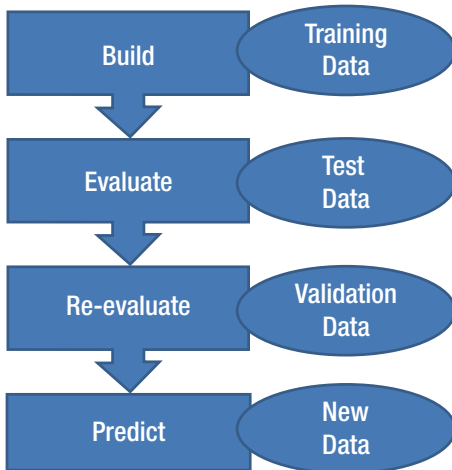 Build
Training
Data
Evaluate
Test
Data
Re-evaluate
Validation
Data
Predict
New
Data